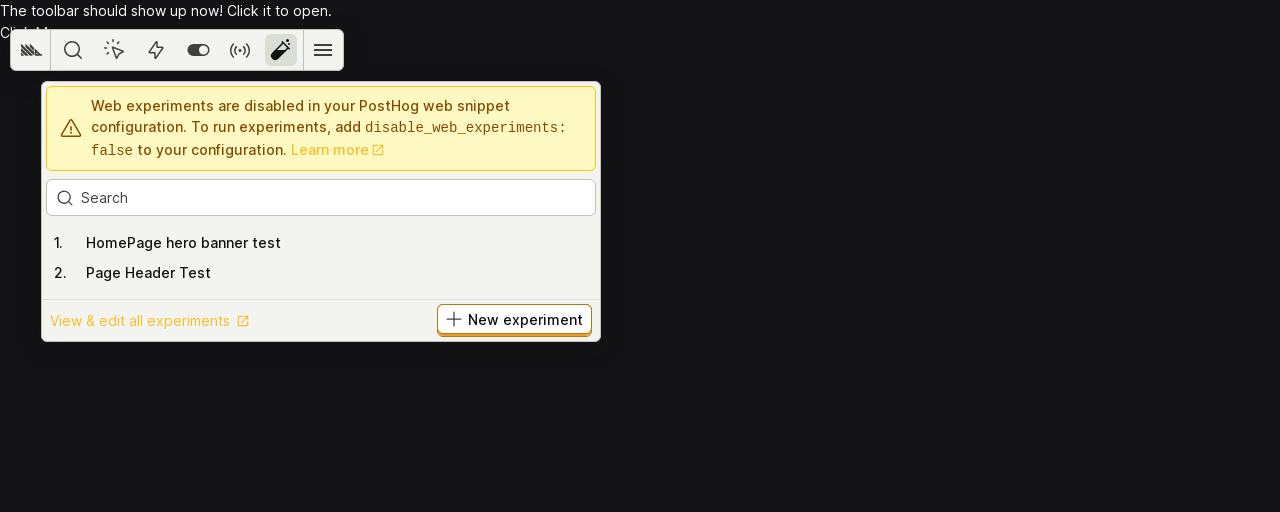 The toolbar should show up now! Click it to open.
Web experiments are disabled in your PostHog web snippet
configuration. To run experiments, add disable_web_experiments:
false to your configuration. Learn more
Search
1. HomePage hero banner test
2. Page Header Test
View & edit all experiments
New experiment